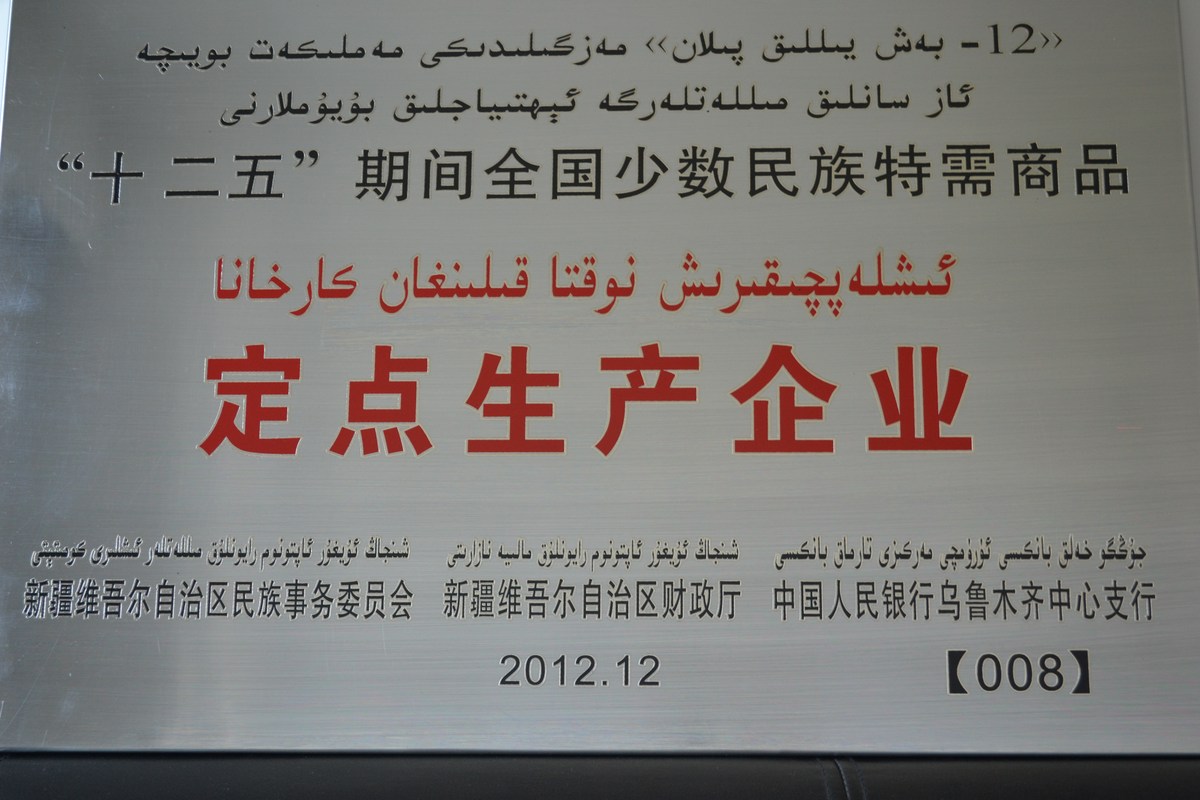 «12- بەش يىللىق پىلان» مەزگىلىدىكى مەملىكەت بويىچە
ئاز سانلىق مىللەتلەرگە ئېھتىياجلىق بۇيۇملارنى
“十二五”期间全国少数民族特需商品
ئىشلەپچىقىرىش نۇقتا قىلىنغان كارخانا
定点生产企业
شىنجاڭ ئۇيغۇر ئاپتونوم رايونلۇق مىللەتلەر ئىشلىرى كومىتېتى
شىنجاڭ ئۇيغۇر ئاپتونوم رايونلۇق مالىيە نازارىتى
جۇڭگو خەلق بانكىسى ئۈرۈمچى مەركىزى تارماق بانكىسى
新疆维吾尔自治区民族事务委员会
新疆维吾尔自治区财政厅
中国人民银行乌鲁木齐中心支行
2012.12
【008】